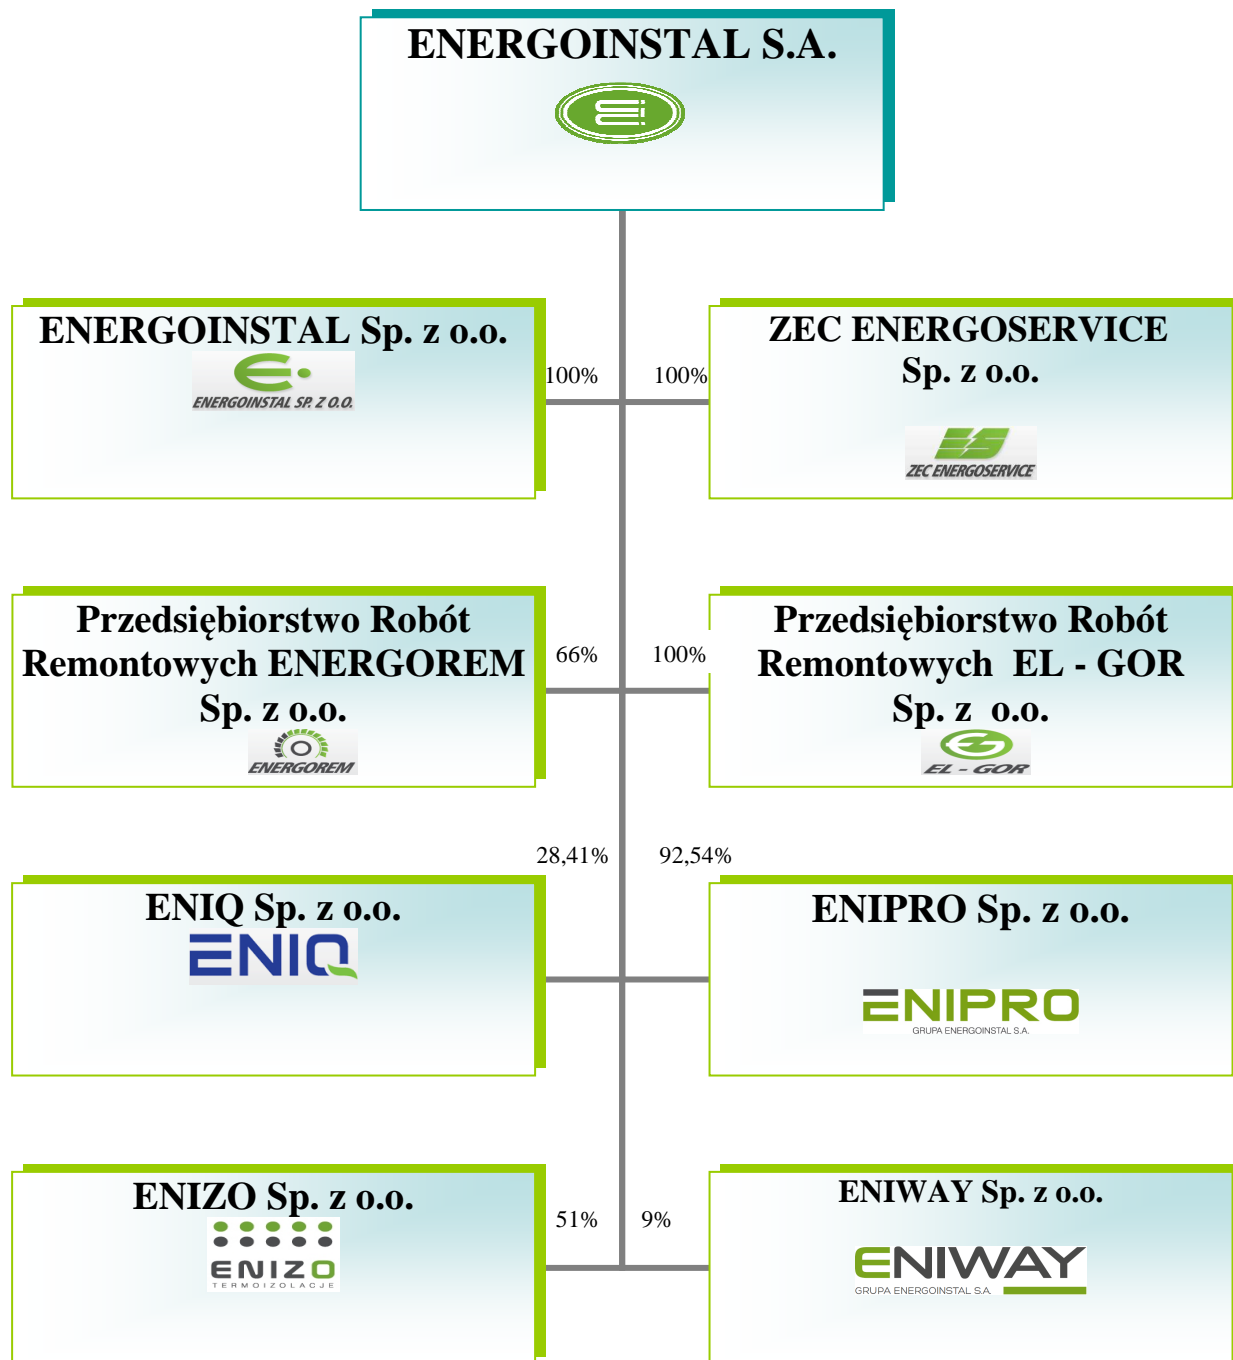 ENERGOINSTAL S.A.
ENERGOINSTAL Sp. z o.o.
ENERGOINSTAL SP. Z O.O.
100%
100%
ZEC ENERGOSERVICE
Sp. z o.o.
ZEC ENERGOSERVICE
Przedsiębiorstwo Robót
Remontowych ENERGOREM
Sp. z o.o.
ENERGOREM
66%
100%
Przedsiębiorstwo Robót
Remontowych EL - GOR
Sp. z o.o.
EL - GOR
28,41%
92,54%
ENIQ Sp. z o.o.
ENIQ
ENIPRO Sp. z o.o.
ENIPRO
GRUPA ENERGOINSTAL S.A.
ENIZO Sp. z o.o.
ENIZO
TERMOIZOLACJE
51%
9%
ENIWAY Sp. z o.o.
ENIWAY
GRUPA ENERGOINSTAL S.A.